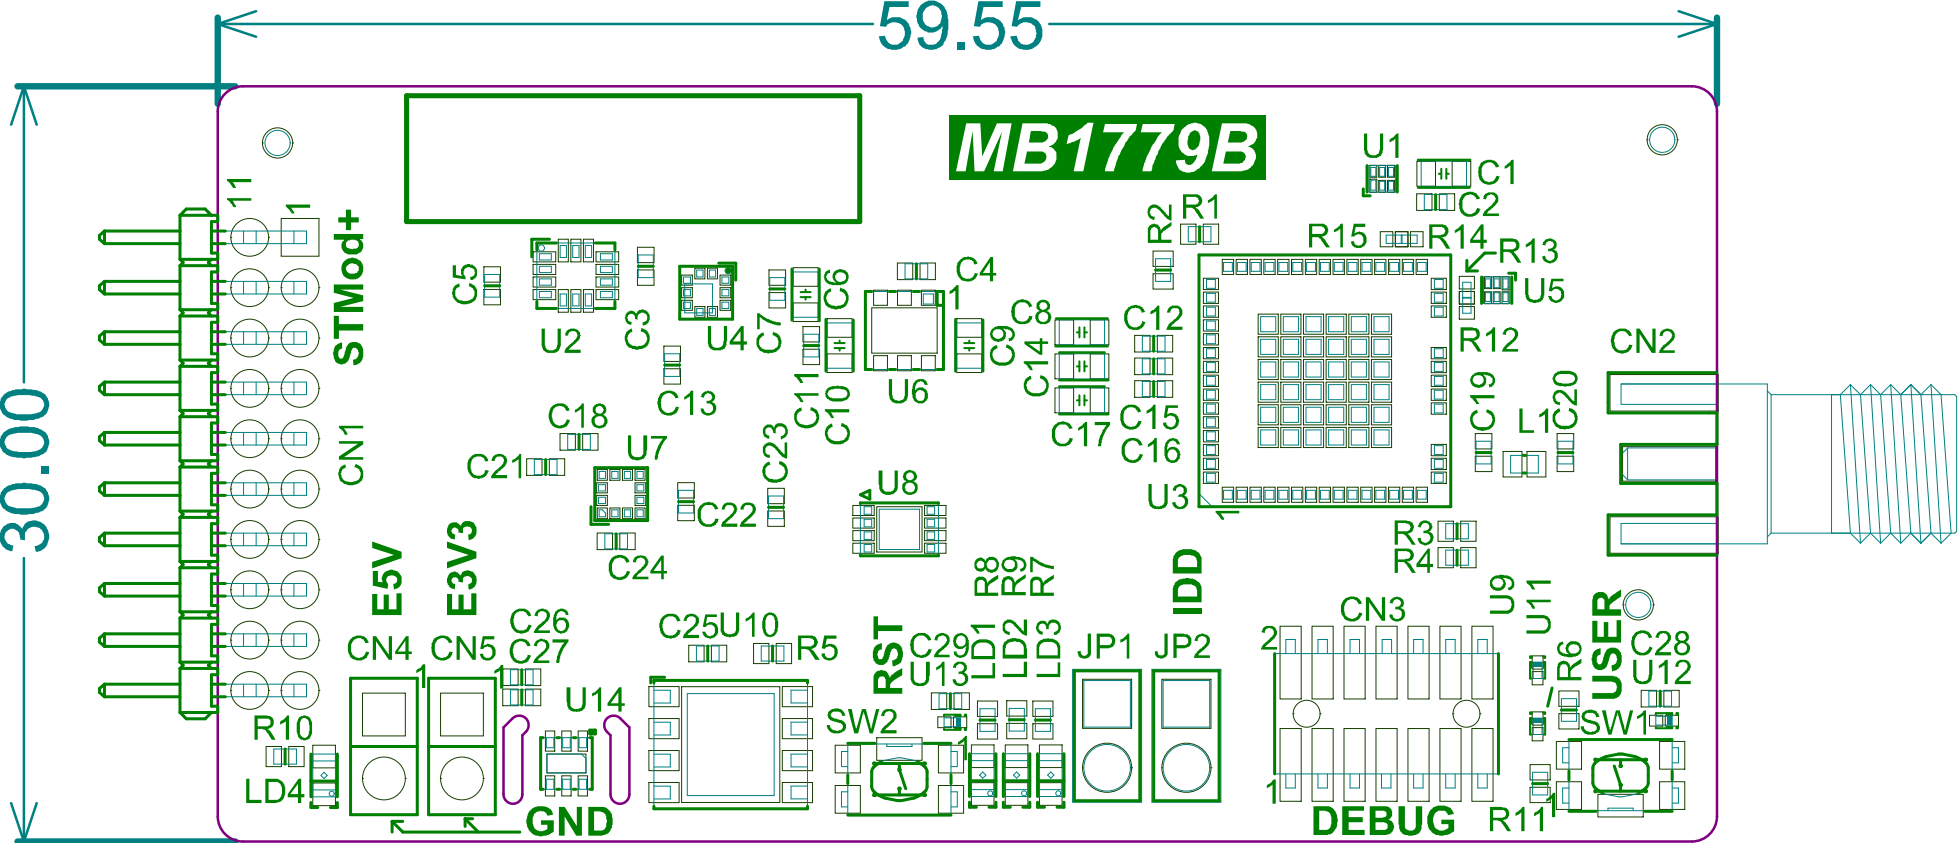 59.55
30.00
MB1779B
U1
C1
C2
11
1
STMod+
R2
R1
R15
R14
R13
C5
U2
C3
U4
C7
C6
C4
1
U5
C8
C12
C9
C14
R12
CN2
C13
C11
C10
U6
C15
C17
C16
C19
L1
C20
CN1
C18
U7
C21
C23
C22
U8
U3
1
C24
R3
R4
E5V
E3V3
R8
R9
R7
IDD
U9
U11
CN3
C26
C27
CN4
CN5
1
1
C25
U10
R5
RST
C29
U13
LD1
LD2
LD3
JP1
JP2
2
R6
USER
C28
U12
U14
R10
SW2
1
SW1
LD4
1
R11
1
GND
DEBUG